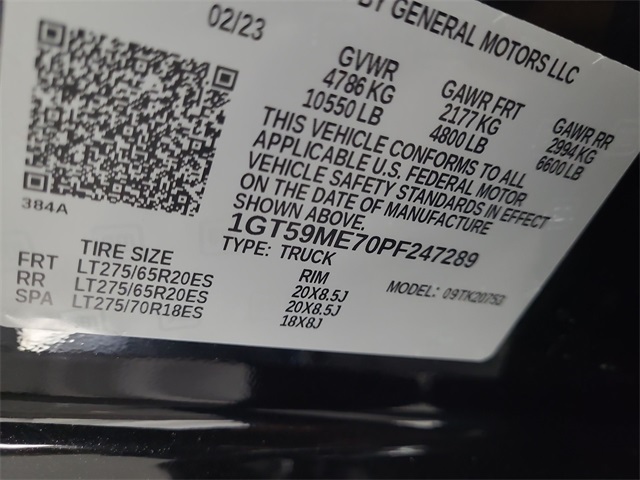 02/23 BY GENERAL MOTORS LLC
GVWR GAWR FRT GAWR RR
4786 KG 2177 KG 2994 KG
10550 LB 4800 LB 6600 LB
THIS VEHICLE CONFORMS TO ALL
APPLICABLE U.S. FEDERAL MOTOR
VEHICLE SAFETY STANDARDS IN EFFECT
ON THE DATE OF MANUFACTURE
SHOWN ABOVE.
384A
1GT59ME70PF247289
TYPE: TRUCK
MODEL: 09TK20753
TIRE SIZE RIM
FRT LT275/65R20ES 20X8.5J
RR LT275/65R20ES 20X8.5J
SPA LT275/70R18ES 18X8J